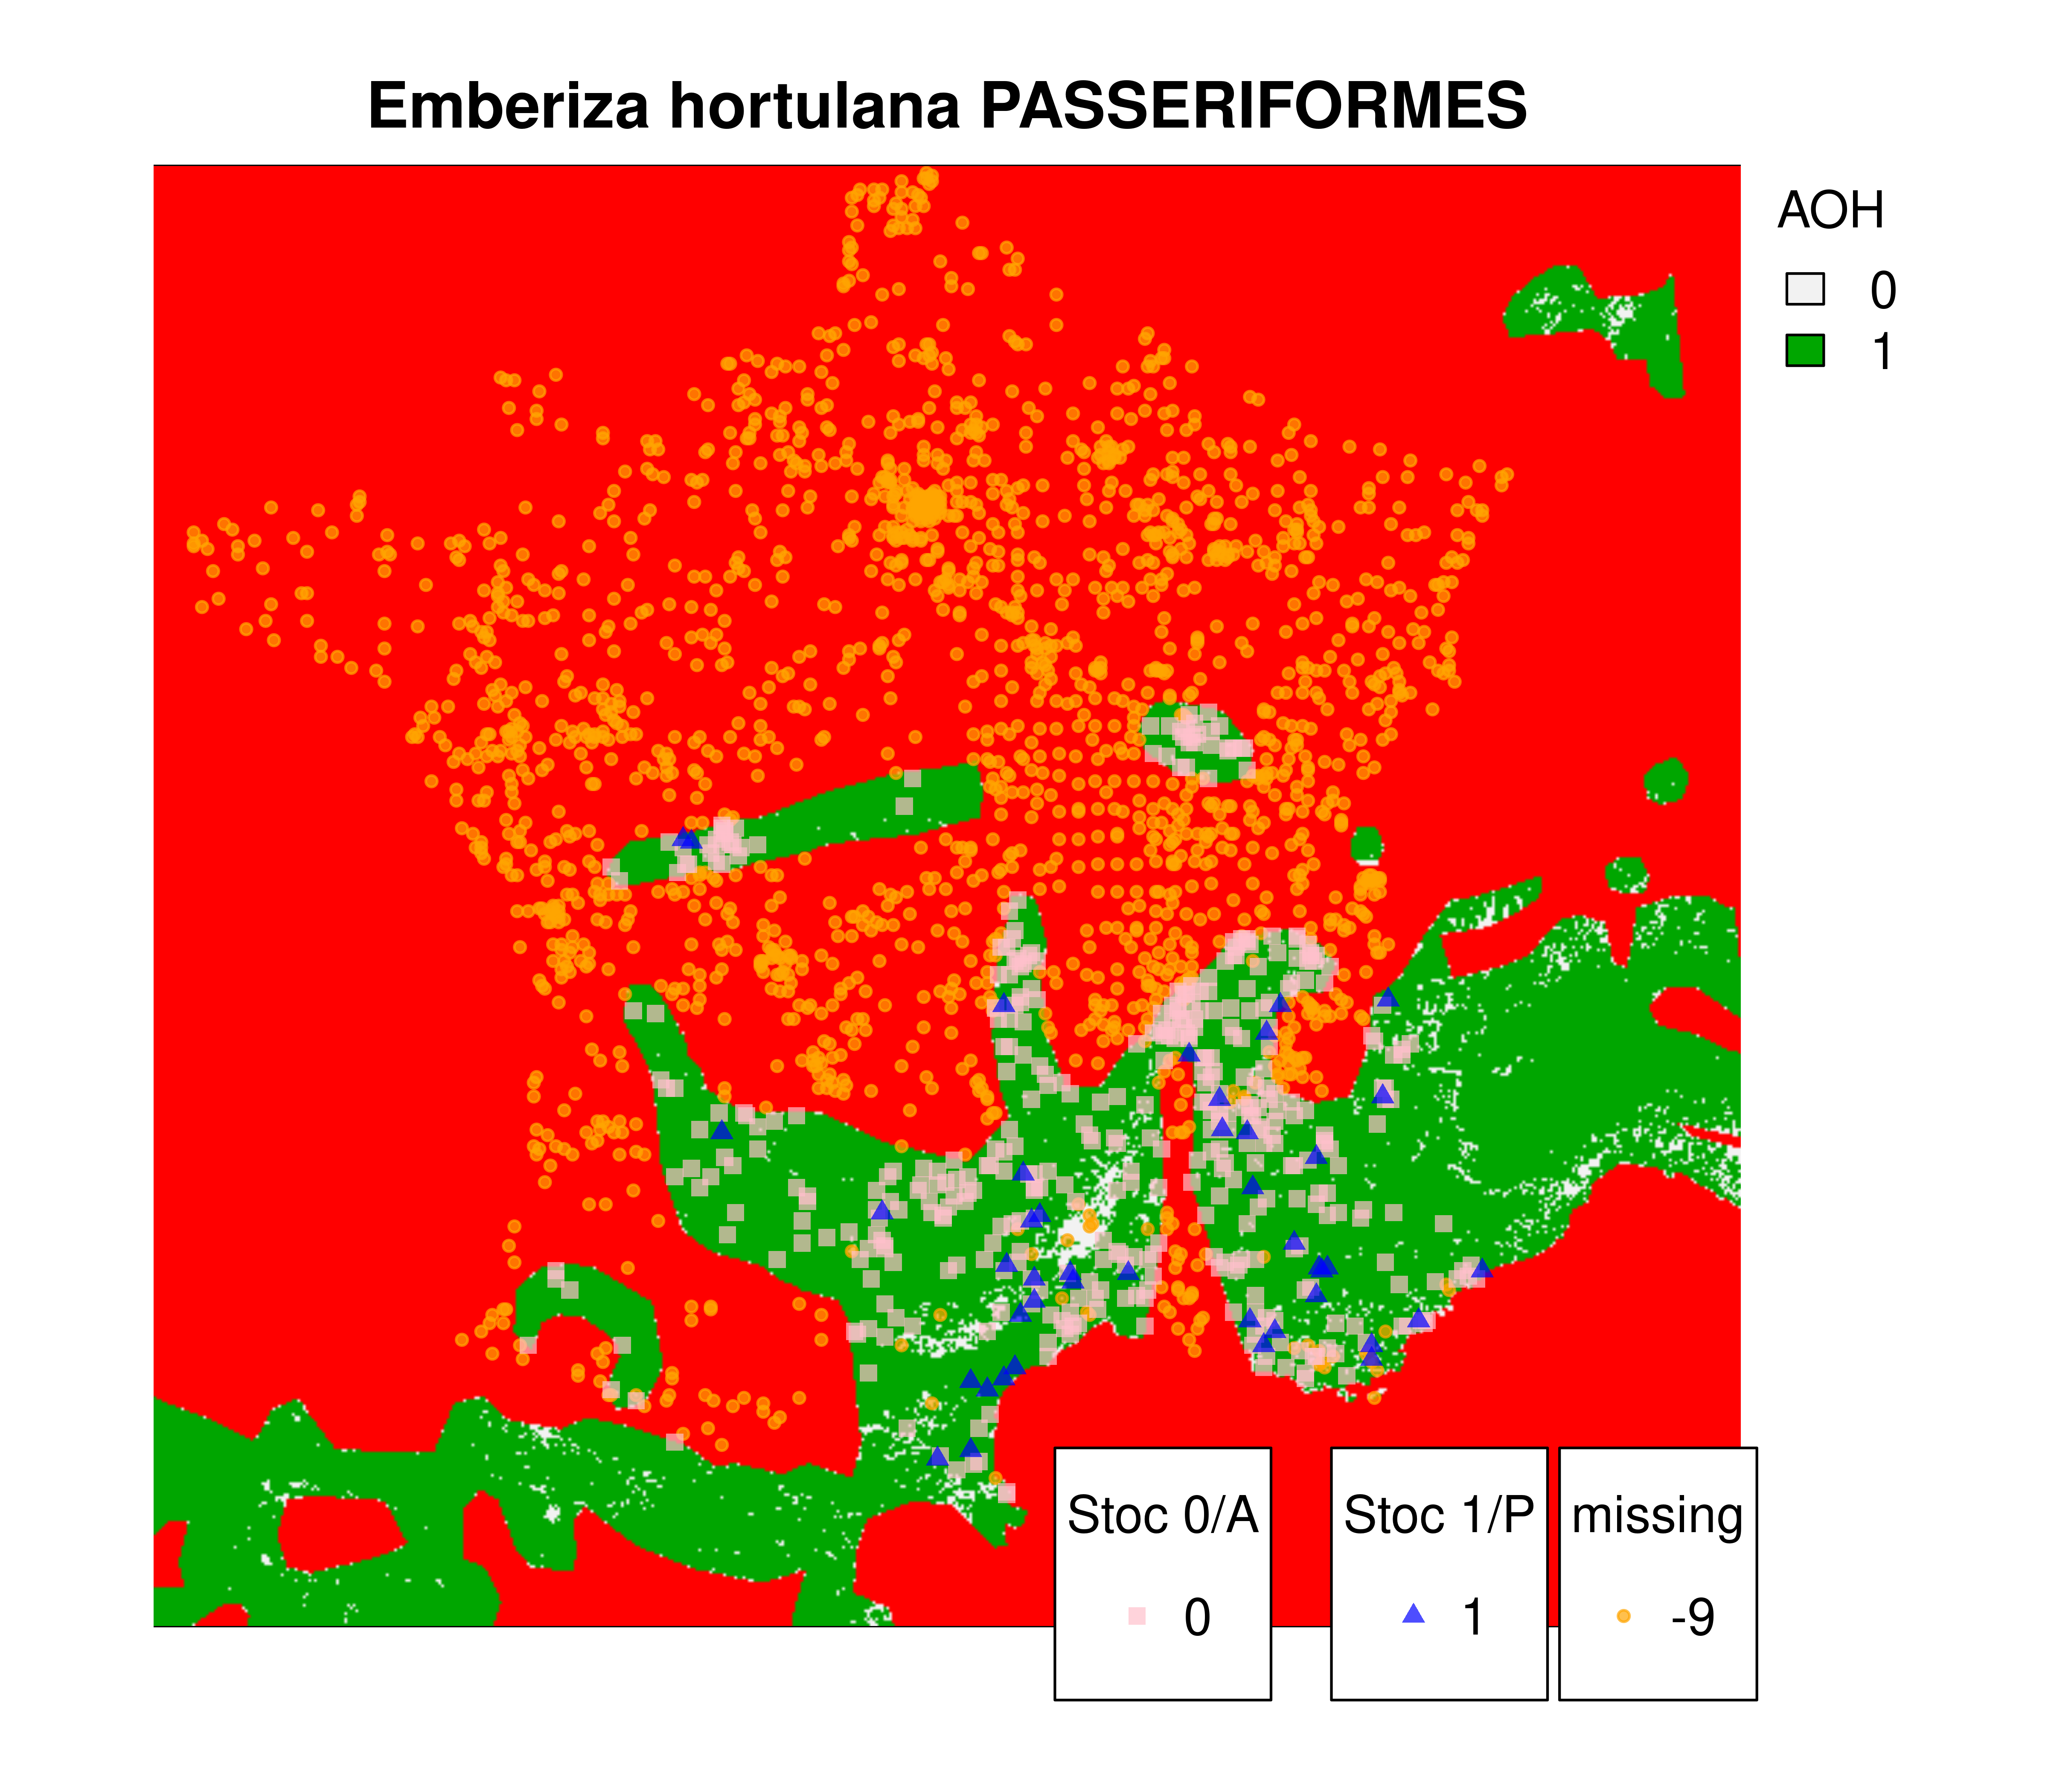 Emberiza hortulana PASSERIFORMES
AOH
0
1
Stoc 0/A
0
Stoc 1/P
1
missing
-9